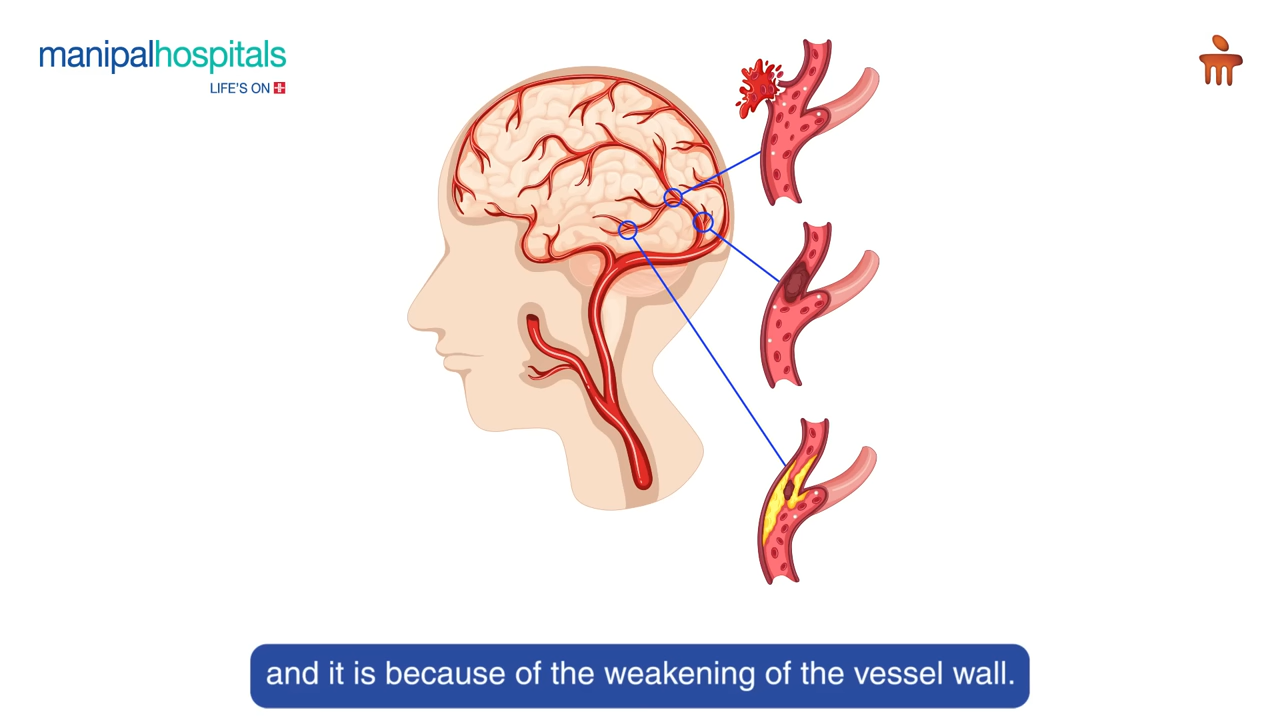 manipalhospitals
LIFE'S ON
and it is because of the weakening of the vessel wall.